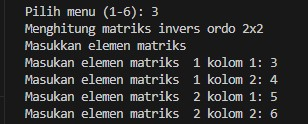 Pilih menu (1-6): 3
Menghitung matriks invers ordo 2x2
Masukkan elemen matriks
Masukan elemen matriks  1 kolom 1: 3
Masukan elemen matriks  1 kolom 2: 4
Masukan elemen matriks  2 kolom 1: 5
Masukan elemen matriks  2 kolom 2: 6